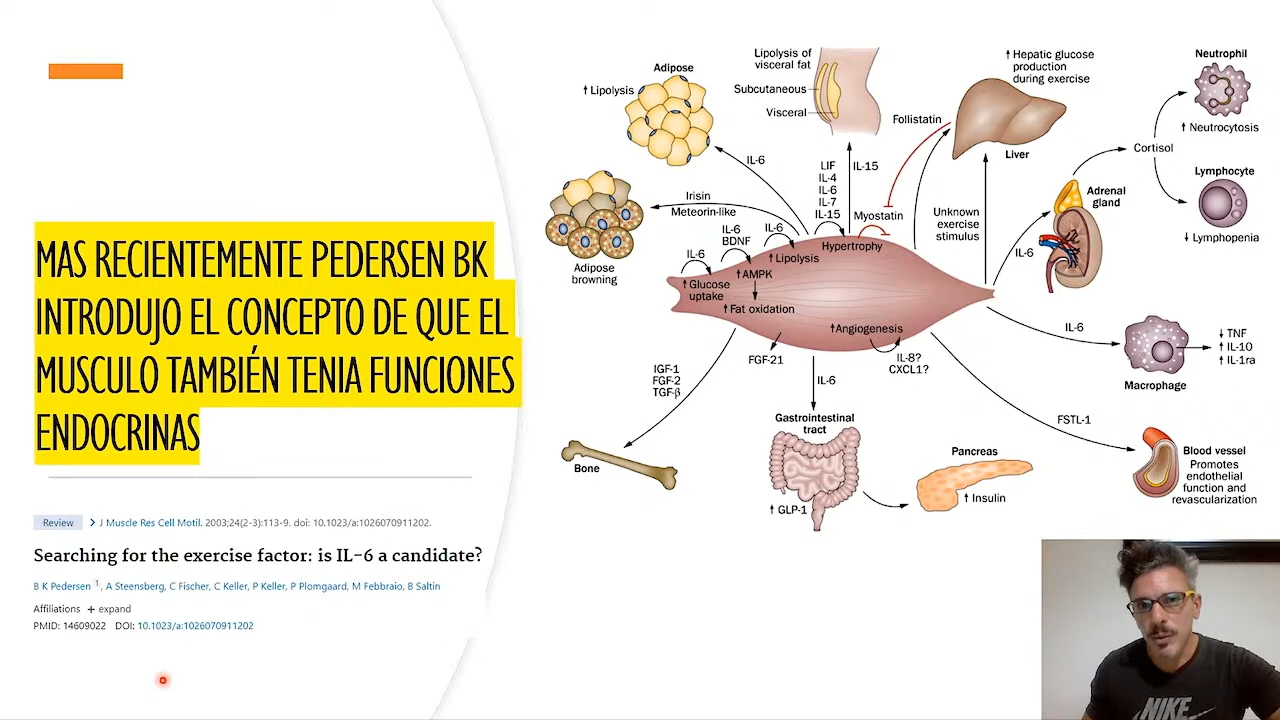 MAS RECIENTEMENTE PEDERSEN BK
INTRODUJO EL CONCEPTO DE QUE EL
MUSCULO TAMBIÉN TENIA FUNCIONES
ENDOCRINAS
Review
J Muscle Res Cell Motil. 2003;24(2-3):113-9. doi: 10.1023/a:1026070911202.
Searching for the exercise factor: is IL-6 a candidate?
B K Pedersen 1, A Steensberg, C Fischer, C Keller, P Keller, P Plomgaard, M Febbraio, B Saltin
Affiliations + expand
PMID: 14609022 DOI: 10.1023/a:1026070911202
Adipose
↑ Lipolysis
IL-6
Lipolysis of
visceral fat
Subcutaneous
Visceral
LIF
IL-4
IL-6
IL-7
IL-15
IL-15
Follistatin
Myostatin
↑ Hepatic glucose
production
during exercise
Liver
Unknown
exercise
stimulus
Neutrophil
↑ Neutrocytosis
Cortisol
Lymphocyte
↓ Lymphopenia
Adrenal
gland
IL-6
Irisin
Meteorin-like
Adipose
browning
IL-6
↑ Glucose
uptake
IL-6
BDNF
↑AMPK
↑ Fat oxidation
IL-6
↑ Lipolysis
Hypertrophy
↑Angiogenesis
IL-8?
CXCL1?
IL-6
Macrophage
↓ TNF
↑ IL-10
↑ IL-1ra
FSTL-1
Blood vessel
Promotes
endothelial
function and
revascularization
IGF-1
FGF-2
TGF-β
Bone
FGF-21
IL-6
Gastrointestinal
tract
↑ GLP-1
Pancreas
↑ Insulin
NIKE